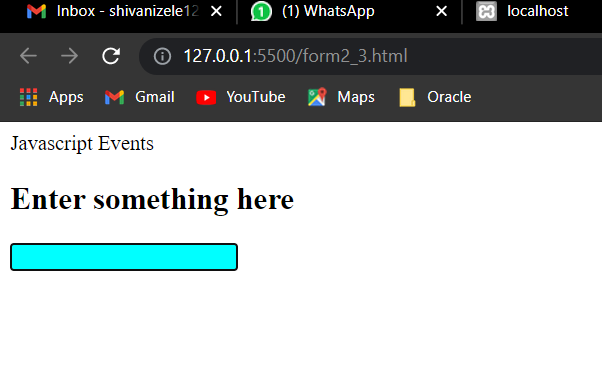 Inbox - shivanizele12
(1) WhatsApp
localhost
127.0.0.1:5500/form2_3.html
Apps Gmail YouTube Maps Oracle
Javascript Events
Enter something here